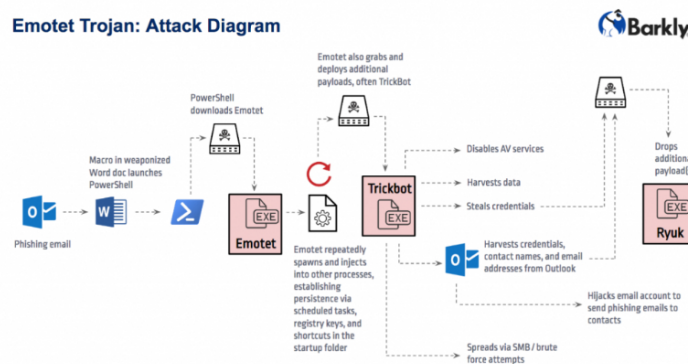 Emotet Trojan: Attack Diagram
Barkly
Emotet also grabs and
deploys additional
payloads, often TrickBot
PowerShell
downloads Emotet
Macro in weaponized
Word doc launches
PowerShell
Phishing email
EXE
Emotet
Emotet repeatedly
spawns and injects
into other processes,
establishing
persistence via
scheduled tasks,
registry keys, and
shortcuts in the
startup folder
Trickbot
EXE
Disables AV services
Harvests data
Steals credentials
Harvests credentials,
contact names, and email
addresses from Outlook
Hijacks email account to
send phishing emails to
contacts
Spreads via SMB / brute
force attempts
Drops
payload(
EXE
Ryuk